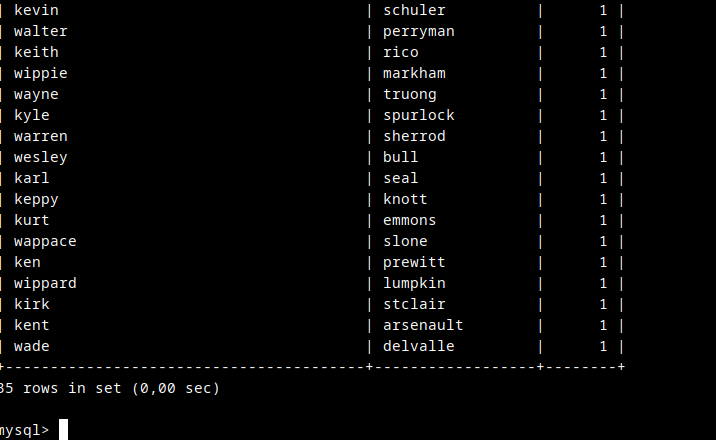 | kevin | schuler | 1 |
| walter | perryman | 1 |
| keith | rico | 1 |
| wippie | markham | 1 |
| wayne | truong | 1 |
| kyle | spurlock | 1 |
| warren | sherrod | 1 |
| wesley | bull | 1 |
| karl | seal | 1 |
| keppy | knott | 1 |
| kurt | emmons | 1 |
| wappace | slone | 1 |
| ken | prewitt | 1 |
| wippard | lumpkin | 1 |
| kirk | stclair | 1 |
| kent | arsenault | 1 |
| wade | delvalle | 1 |
+----------------------------------------+------------------+--------+
35 rows in set (0,00 sec)
mysql>